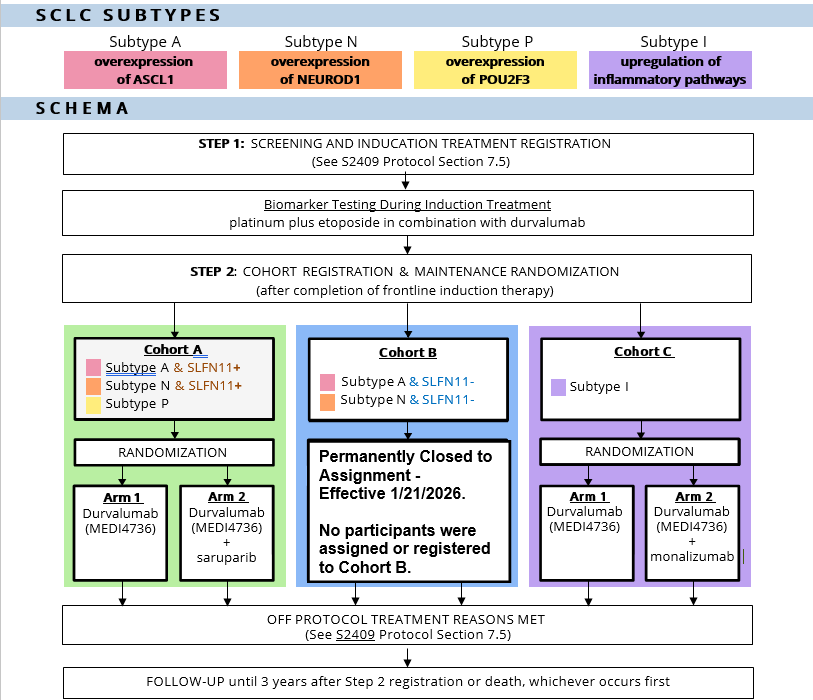 SCLC SUBTYPES
Subtype A
overexpression
of ASCL1
Subtype N
overexpression
of NEUROD1
Subtype P
overexpression
of POU2F3
Subtype I
upregulation of
inflammatory pathways
SCHEMA
STEP 1: SCREENING AND INDUCATION TREATMENT REGISTRATION
(See S2409 Protocol Section 7.5)
Biomarker Testing During Induction Treatment
platinum plus etoposide in combination with durvalumab
STEP 2: COHORT REGISTRATION & MAINTENANCE RANDOMIZATION
(after completion of frontline induction therapy)
Cohort A
Subtype A & SLFN11+
Subtype N & SLFN11+
Subtype P
RANDOMIZATION
Arm 1
Durvalumab
(MEDI4736)
Arm 2
Durvalumab
(MEDI4736)
+
saruparib
Cohort B
Subtype A & SLFN11-
Subtype N & SLFN11-
Permanently Closed to
Assignment -
Effective 1/21/2026.
No participants were
assigned or registered
to Cohort B.
Cohort C
Subtype I
RANDOMIZATION
Arm 1
Durvalumab
(MEDI4736)
Arm 2
Durvalumab
(MEDI4736)
+
monalizumab
OFF PROTOCOL TREATMENT REASONS MET
(See S2409 Protocol Section 7.5)
FOLLOW-UP until 3 years after Step 2 registration or death, whichever occurs first